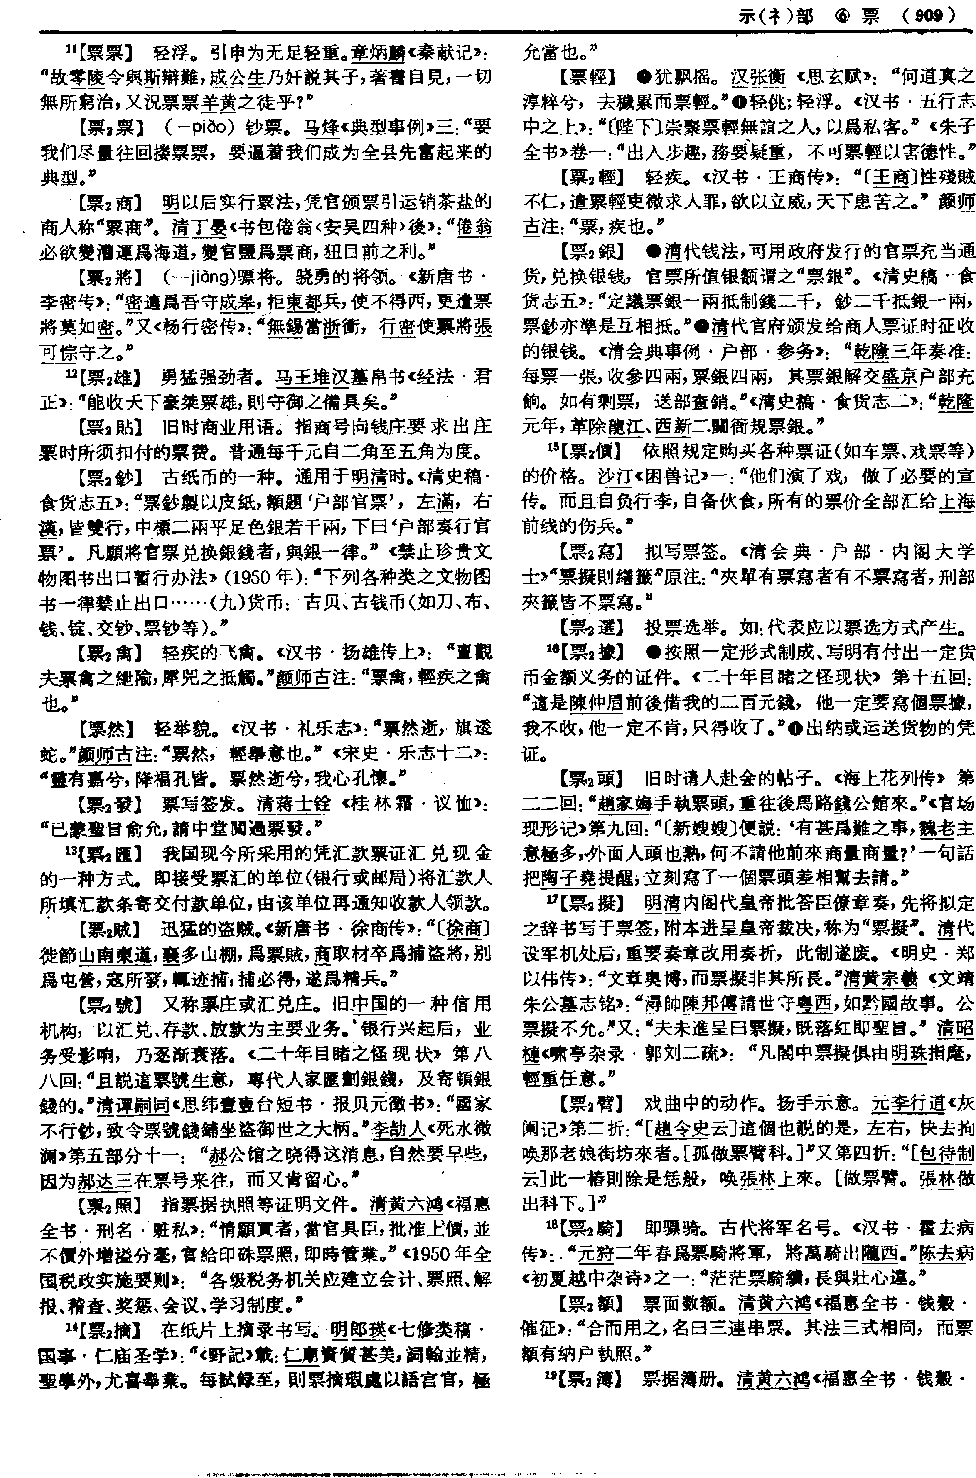 示(礻)部 ⑥ 票 (909)
11【票票】 轻浮。引申为无足轻重。章炳麟《秦献记》:
“故零陵令與斯辯難,成公生乃奸説其子,著書自見,一切
無所窮治,又況票票羊黄之徒乎?”
【票2票】 (—piào) 钞票。马烽《典型事例》三:“要
我们尽量往回搂票票,要逼着我们成为全县先富起来的
典型。”
【票2商】 明以后实行票法,凭官颁票引运销茶盐的
商人称“票商”。清丁晏《书包倦翁〈安吴四种〉後》:“倦翁
必欲變漕運爲海道,變官鹽爲票商,狃目前之利。”
【票2將】 (—jiàng)骠将。骁勇的将领。《新唐书·
李密传》:“密遣爲吾守成皋,拒東都兵,使不得西,更遣票
將莫如密。”又《杨行密传》:“無錫當浙衝,行密使票將張
可悰守之。”
12【票2雄】 勇猛强劲者。马王堆汉墓帛书《经法·君
正》:“能收天下豪桀票雄,則守御之備具矣。”
【票2貼】 旧时商业用语。指商号向钱庄要求出庄
票时所须扣付的票费。普通每千元自二角至五角为度。
【票2鈔】 古纸币的一种。通用于明清时。《清史稿·
食货志五》:“票鈔製以皮紙,額題‘户部官票’,左滿,右
漢,皆雙行,中標二兩平足色銀若干兩,下曰‘户部奏行官
票’。凡願將官票兑换銀錢者,與銀一律。”《禁止珍贵文
物图书出口暂行办法》(1950年):“下列各种类之文物图
书一律禁止出口……(九)货币:古贝、古钱币(如刀、布、
钱、锭、交钞、票钞等)。”
【票2禽】 轻疾的飞禽。《汉书·扬雄传上》:“亶觀
夫票禽之紲隃,犀兕之抵觸。”颜师古注:“票禽,輕疾之禽
也。”
【票然】 轻举貌。《汉书·礼乐志》:“票然逝,旗逶
蛇。”颜师古注:“票然,輕舉意也。”《宋史·乐志十二》:
“靈有嘉兮,降福孔皆。票然逝兮,我心孔懷。”
【票2發】 票写签发。清蒋士铨《桂林霜·议恤》:
“已蒙聖旨俞允,請中堂閲過票發。”
13【票2匯】 我国现今所采用的凭汇款票证汇兑现金
的一种方式。即接受票汇的单位(银行或邮局)将汇款人
所填汇款条寄交付款单位,由该单位再通知收款人领款。
【票2賊】 迅猛的盗贼。《新唐书·徐商传》:“〔徐商〕
徙節山南東道,襄多山棚,爲票賊,商取材卒爲捕盗將,别
爲屯營,寇所發,輒迹捕,捕必得,遂爲精兵。”
【票2號】 又称票庄或汇兑庄。旧中国的一种信用
机构,以汇兑、存款、放款为主要业务。银行兴起后,业
务受影响,乃逐渐衰落。《二十年目睹之怪现状》第八
八回:“且説這票號生意,專代人家匯劃銀錢,及寄頓銀
錢的。”清谭嗣同《思纬壹壹台短书·报贝元徵书》:“國家
不行鈔,致令票號錢鋪坐盗御世之大柄。”李劼人《死水微
澜》第五部分十一:“郝公馆之晓得这消息,自然要早些,
因为郝达三在票号来往,而又肯留心。”
【票2照】 指票据执照等证明文件。清黄六鸿《福惠
全书·刑名·赃私》:“情願買者,當官具臣,批准上價,並
不價外增溢分毫,官給印硃票照,即時管業。”《1950年全
国税政实施要则》:“各级税务机关应建立会计、票照、解
报、稽查、奖惩、会议、学习制度。”
14【票2摘】 在纸片上摘录书写。明郎瑛《七修类稿·
国事·仁庙圣学》:“《野記》載:仁廟資質甚美,詞翰並精,
聖學外,尤喜舉業。每試録至,則票摘瑕處以語宫官,極
允當也。”
【票輕】 ❶犹飘摇。汉张衡《思玄赋》:“何道真之
淳粹兮,去穢累而票輕。”❷轻佻;轻浮。《汉书·五行志
中之上》:“〔陛下〕崇聚票輕無誼之人,以爲私客。”《朱子
全书》卷一:“出入步趨,務要凝重,不可票輕以害德性。”
【票2輕】 轻疾。《汉书·王商传》:“〔王商〕性殘賊
不仁,遣票輕吏微求人罪,欲以立威,天下患苦之。”颜师
古注:“票,疾也。”
【票2銀】 ❶清代钱法,可用政府发行的官票充当通
货,兑换银钱,官票所值银额谓之“票銀”。《清史稿·食
货志五》:“定議票銀一兩抵制錢二千,鈔二千抵銀一兩,
票鈔亦準是互相抵。”❷清代官府颁发给商人票证时征收
的银钱。《清会典事例·户部·参务》:“乾隆三年奏准:
每票一張,收參四兩,票銀四兩,其票銀解交盛京户部充
餉。如有剩票,送部查銷。”《清史稿·食货志二》:“乾隆
元年,革除龍江、西新二關衙規票銀。”
15【票2價】 依照规定购买各种票证(如车票、戏票等)
的价格。沙汀《困兽记》一:“他们演了戏,做了必要的宣
传。而且自负行李,自备伙食,所有的票价全部汇给上海
前线的伤兵。”
【票2寫】 拟写票签。《清会典·户部·内阁大学
士》“票擬則繕籤”原注:“夾單有票寫者有不票寫者,刑部
夾籤皆不票寫。”
【票2選】 投票选举。如:代表应以票选方式产生。
16【票2據】 ❶按照一定形式制成、写明有付出一定货
币金额义务的证件。《二十年目睹之怪现状》第十五回:
“這是陳仲眉前後借我的二百元錢,他一定要寫個票據,
我不收,他一定不肯,只得收了。”❷出纳或运送货物的凭
证。
【票2頭】 旧时请人赴会的帖子。《海上花列传》第
二二回:“趙家姆手執票頭,重往後馬路錢公館來。”《官场
现形记》第九回:“〔新嫂嫂〕便説:‘有甚爲難之事,魏老主
意極多,外面人頭也熟,何不請他前來商量商量?’一句話
把陶子堯提醒,立刻寫了一個票頭差相幫去請。”
17【票2擬】 明清内阁代皇帝批答臣僚章奏,先将拟定
之辞书写于票签,附本进呈皇帝裁决,称为“票擬”。清代
设军机处后,重要奏章改用奏折,此制遂废。《明史·郑
以伟传》:“文章奥博,而票擬非其所長。”清黄宗羲《文靖
朱公墓志铭》:“潯帥陳邦傅請世守粤西,如黔國故事。公
票擬不允。”又:“夫未進呈曰票擬,既落紅即聖旨。”清昭
槤《啸亭杂录·郭刘二疏》:“凡閣中票擬俱由明珠指麾,
輕重任意。”
【票2臂】 戏曲中的动作。扬手示意。元李行道《灰
阑记》第二折:“[趙令史云]這個也説的是,左右,快去拘
唤那老娘街坊來者。[孤做票臂科。]”又第四折:“[包待制
云]此一樁則除是恁般,唤張林上來。[做票臂。張林做
出科下。]”
18【票2騎】 即骠骑。古代将军名号。《汉书·霍去病
传》:“元狩二年春爲票騎將軍,將萬騎出隴西。”陈去病
《初夏越中杂诗》之一:“茫茫票騎績,長與壯心違。”
【票2額】 票面数额。清黄六鸿《福惠全书·钱穀·
催征》:“合而用之,名曰三連串票。其法三式相同,而票
額有纳户執照。”
19【票2簿】 票据簿册。清黄六鸿《福惠全书·钱穀·